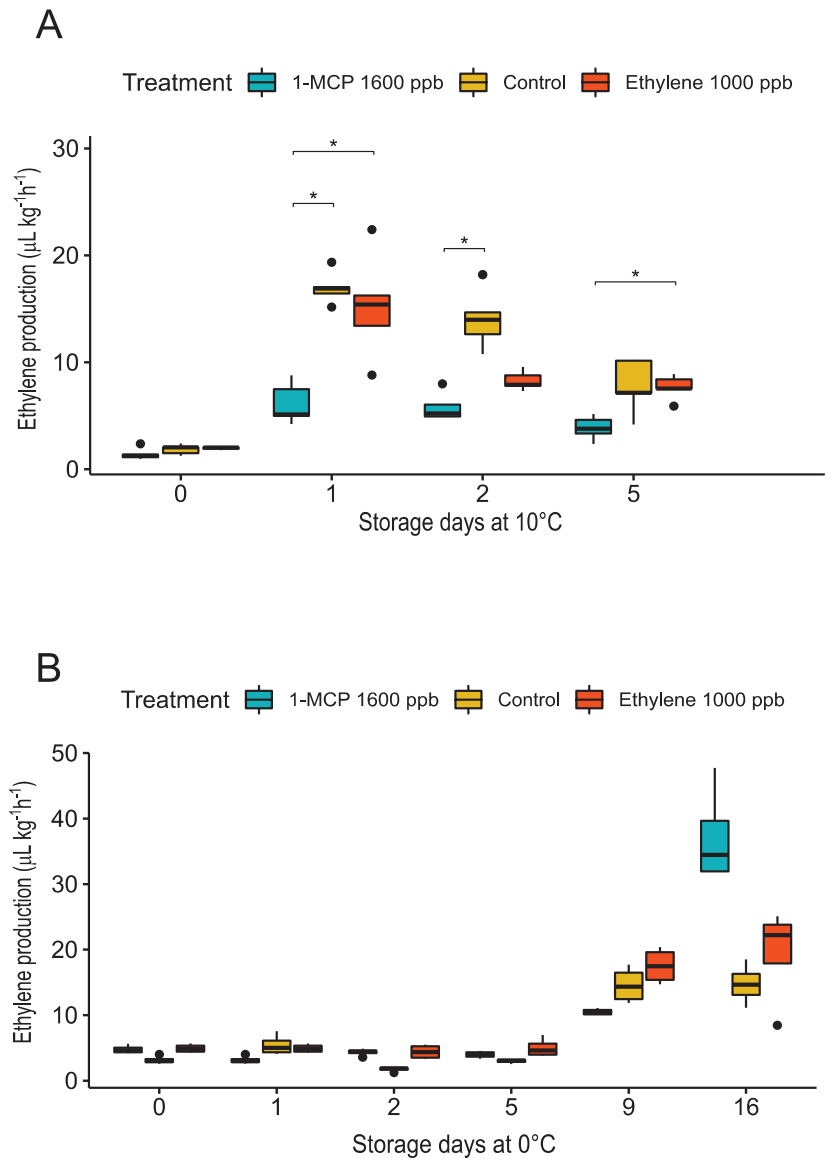 A
Treatment 1-MCP 1600 ppb Control Ethylene 1000 ppb
Ethylene production (µL kg⁻¹h⁻¹)
30
20
10
0
*
*
*
*
0 1 2 5
Storage days at 10°C
B
Treatment 1-MCP 1600 ppb Control Ethylene 1000 ppb
Ethylene production (µL kg⁻¹h⁻¹)
50
40
30
20
10
0
0 1 2 5 9 16
Storage days at 0°C